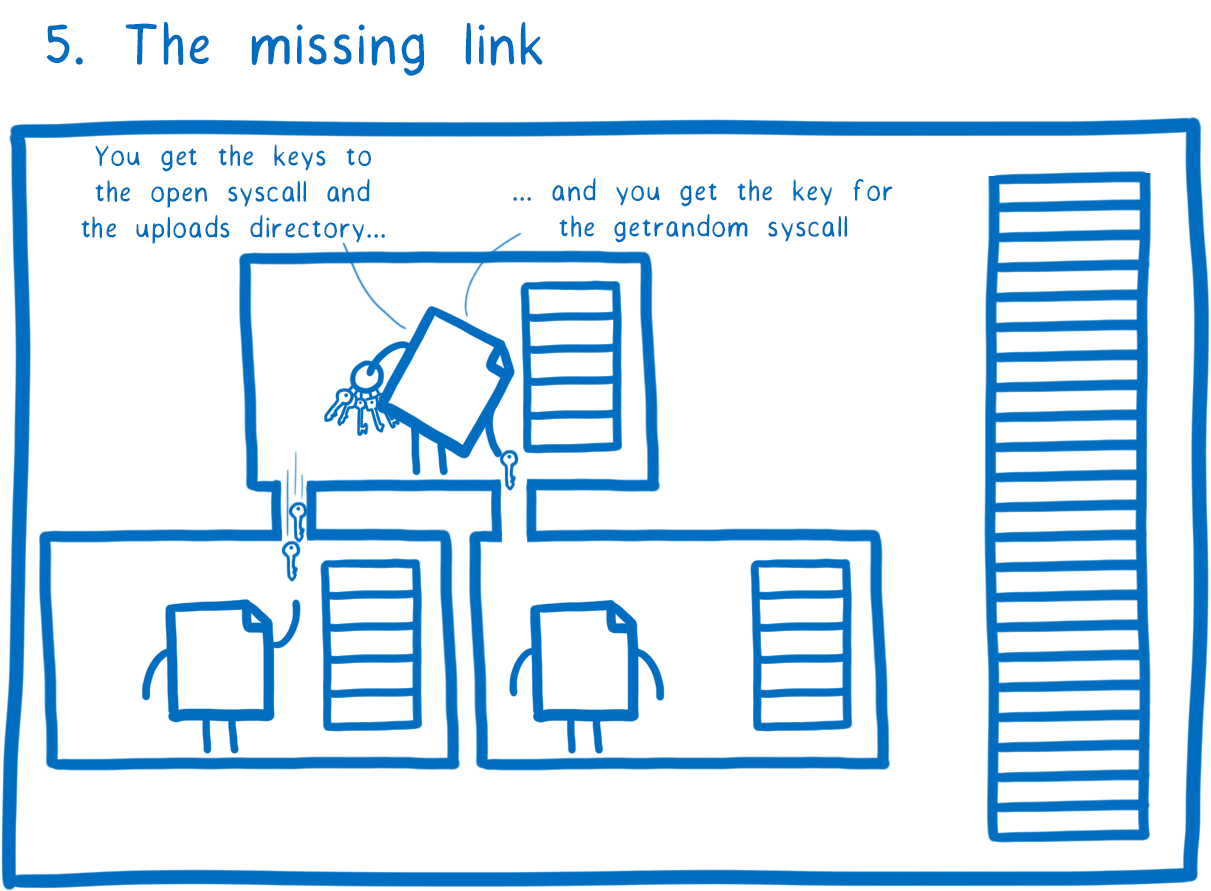 5. The missing link
You get the keys to
the open syscall and
the uploads directory...
... and you get the key for
the getrandom syscall